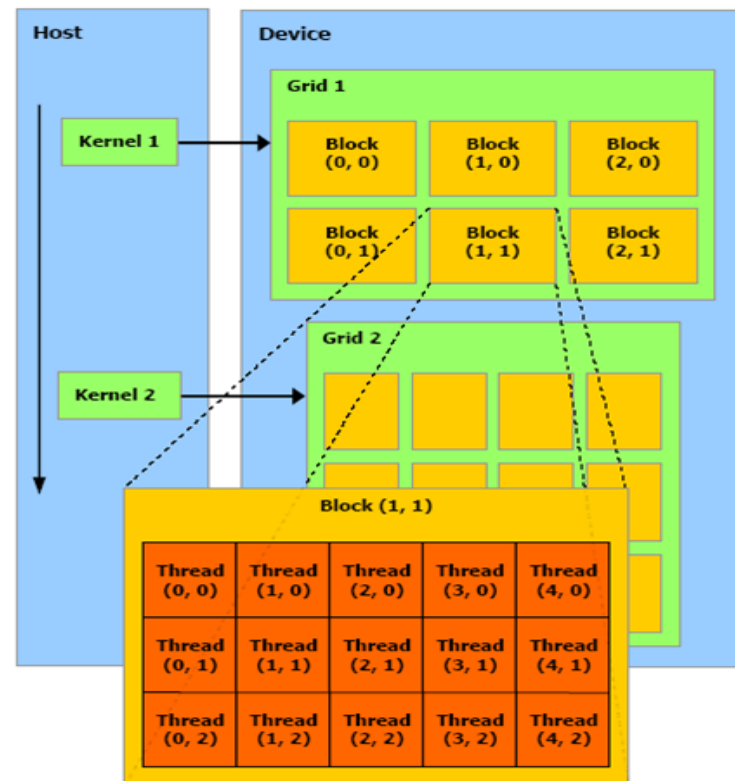 Host
Device
Grid 1
Kernel 1
Block Block Block
(0, 0) (1, 0) (2, 0)
Block Block Block
(0, 1) (1, 1) (2, 1)
Grid 2
Kernel 2
Block (1, 1)
Thread Thread Thread Thread Thread
(0, 0) (1, 0) (2, 0) (3, 0) (4, 0)
Thread Thread Thread Thread Thread
(0, 1) (1, 1) (2, 1) (3, 1) (4, 1)
Thread Thread Thread Thread Thread
(0, 2) (1, 2) (2, 2) (3, 2) (4, 2)